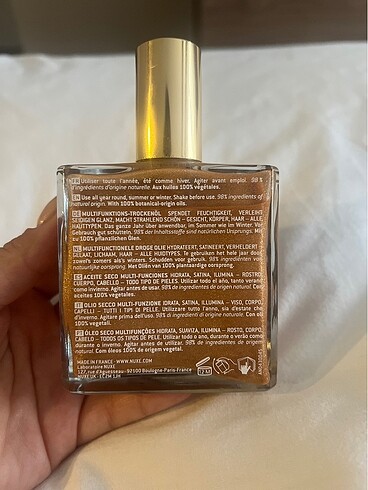 FR Utiliser toute l'année, été comme hiver. Agiter avant emploi. 98 %
d'ingrédients d'origine naturelle. Aux huiles 100% végétales.
EN Use all year round, summer or winter. Shake before use. 98% ingredients of
natural origin. With 100% botanical-origin oils.
DE MULTIFUNKTIONS-TROCKENÖL SPENDET FEUCHTIGKEIT, VERLEIHT
SEIDIGEN GLANZ, MACHT STRAHLEND SCHÖN – GESICHT, KÖRPER, HAAR – ALLE
HAUTTYPEN. Das ganze Jahr über anwendbar, im Sommer wie im Winter. Vor
Gebrauch gut schütteln. 98% der Inhaltsstoffe sind natürlichen Ursprungs. Mit
zu 100% pflanzlichen Ölen.
NL MULTIFUNCTIONELE DROGE OLIE HYDRATEERT, SATINEERT, VERHELDERT –
GELAAT, LICHAAM, HAAR – ALLE HUIDTYPES. Te gebruiken het hele jaar door,
zowel zomers als winters. Schudden voor gebruik. 98% ingrediënten van
natuurlijke oorsprong. Met Oliën van 100% plantaardige oorsprong.
ES ACEITE SECO MULTI-FUNCIONES HIDRATA, SATINA, ILUMINA – ROSTRO,
CUERPO, CABELLO – TODO TIPO DE PIELES. Utilizar todo el año, tanto verano
como invierno. Agitar antes de usar. 98% de ingredientes de origen natural. Con
aceites 100% vegetales.
IT OLIO SECCO MULTI-FUNZIONE IDRATA, SATINA, ILLUMINA – VISO, CORPO,
CAPELLI – TUTTI I TIPI DI PELLE. Utilizzare tutto l'anno, sia d'estate che
d'inverno. Agitare prima dell'uso. 98% di ingredienti di origine naturale. Con oli
100% vegetali.
PT ÓLEO SECO MULTIFUNÇÕES HIDRATA, SUAVIZA, ILUMINA – ROSTO, CORPO,
CABELO – TODOS OS TIPOS DE PELE. Utilizar todo o ano, durante o verão como
durante o inverno. Agitar antes de utilizar. 98% de ingredientes de origem
natural. Com óleos 100% de origem vegetal.
MADE IN FRANCE - WWW.NUXE.COM
Laboratoire NUXE
127, rue d'Aguesseau - 92100 Boulogne-Paris-FRANCE
NUXE UK - EC2M 5JH
12 M